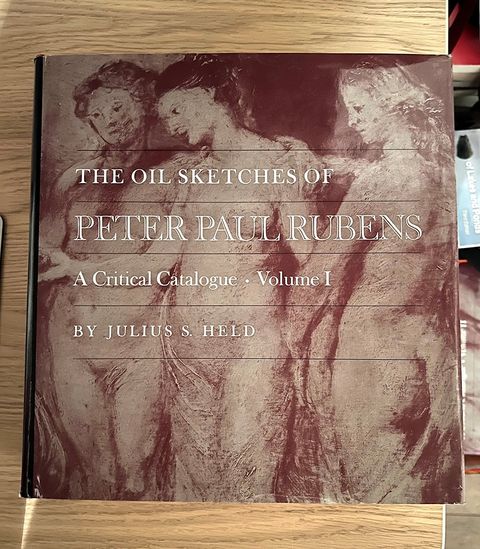 THE OIL SKETCHES OF
PETER PAUL RUBENS
A Critical Catalogue • Volume I
BY JULIUS S. HELD